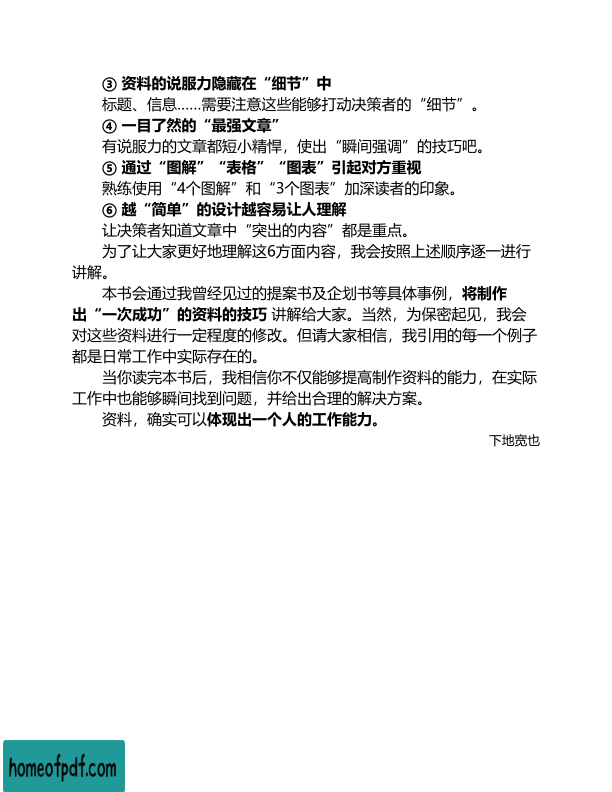 ③ 资料的说服力隐藏在“细节”中
标题、信息……需要注意这些能够打动决策者的“细节”。
④ 一目了然的“最强文章”
有说服力的文章都短小精悍，使出“瞬间强调”的技巧吧。
⑤ 通过“图解”“表格”“图表”引起对方重视
熟练使用“4个图解”和“3个图表”加深读者的印象。
⑥ 越“简单”的设计越容易让人理解
让决策者知道文章中“突出的内容”都是重点。
为了让大家更好地理解这6方面内容，我会按照上述顺序逐一进行
讲解。
本书会通过我曾经见过的提案书及企划书等具体事例，将制作
出“一次成功”的资料的技巧 讲解给大家。当然，为保密起见，我会
对这些资料进行一定程度的修改。但请大家相信，我引用的每一个例子
都是日常工作中实际存在的。
当你读完本书后，我相信你不仅能够提高制作资料的能力，在实际
工作中也能够瞬间找到问题，并给出合理的解决方案。
资料，确实可以体现出一个人的工作能力。
下地宽也
homeofpdf.com